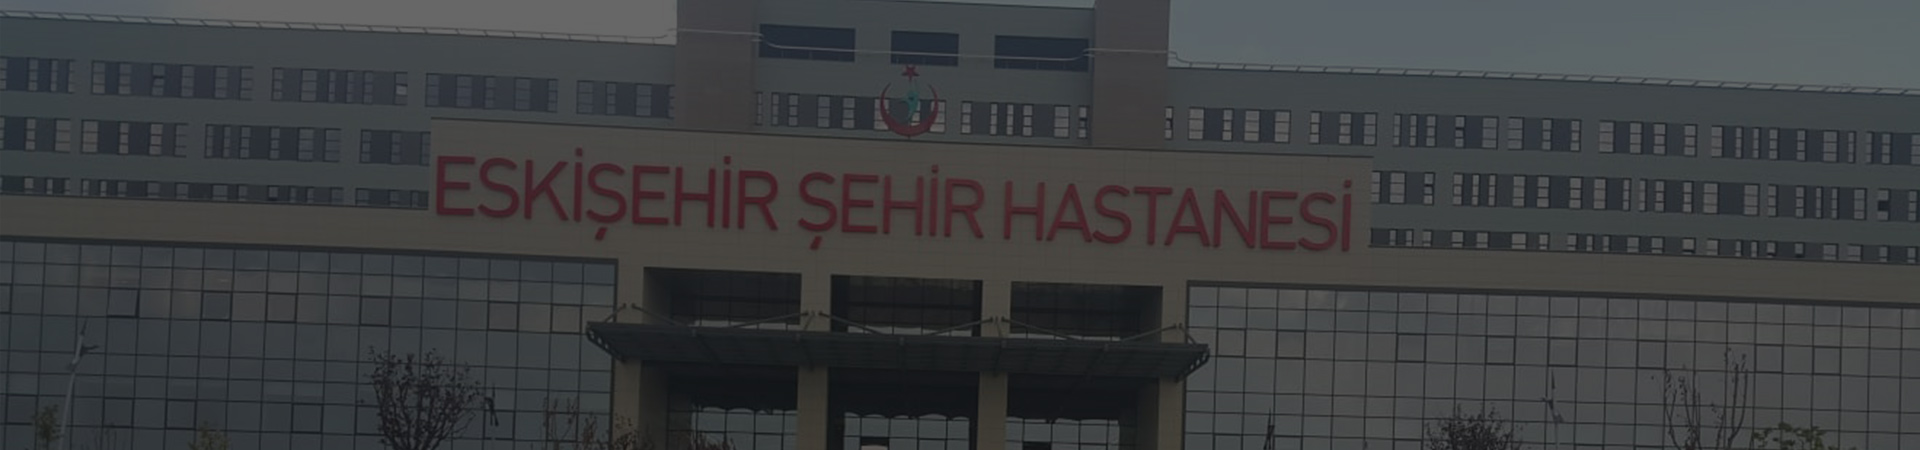 ESKİŞEHİR ŞEHİR HASTANESİ